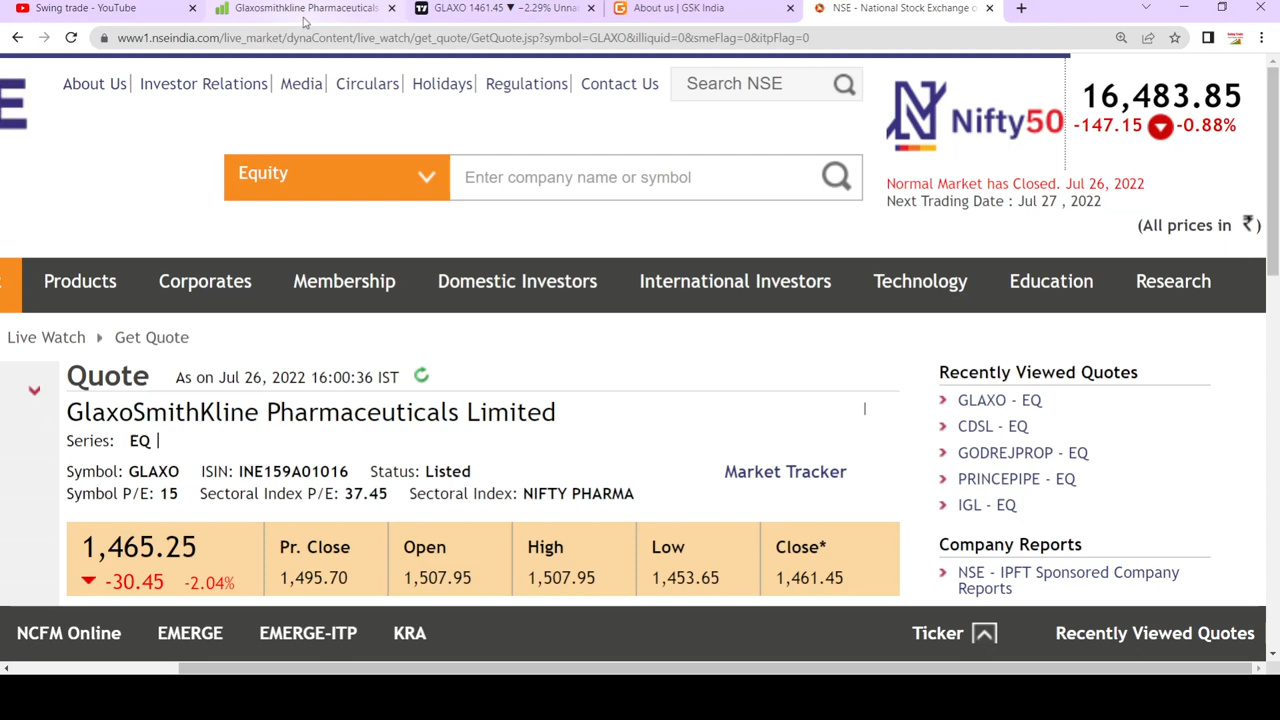 Swing trade - YouTube
Glaxosmithkline Pharmaceuticals
GLAXO 1461.45 ▼ −2.29% Unna
About us | GSK India
NSE - National Stock Exchange o
www1.nseindia.com/live_market/dynaContent/live_watch/get_quote/GetQuote.jsp?symbol=GLAXO&illiquid=0&smeFlag=0&itpFlag=0
E
About Us | Investor Relations | Media | Circulars | Holidays | Regulations | Contact Us
Search NSE
Nifty50
16,483.85
-147.15 -0.88%
Equity
Enter company name or symbol
Normal Market has Closed. Jul 26, 2022
Next Trading Date : Jul 27 , 2022
(All prices in ₹)
Products Corporates Membership Domestic Investors International Investors Technology Education Research
Live Watch Get Quote
Quote As on Jul 26, 2022 16:00:36 IST
GlaxoSmithKline Pharmaceuticals Limited |
Series: EQ |
Symbol: GLAXO ISIN: INE159A01016 Status: Listed
Market Tracker
Symbol P/E: 15 Sectoral Index P/E: 37.45 Sectoral Index: NIFTY PHARMA
1,465.25
-30.45 -2.04%
Pr. Close Open High Low Close*
1,495.70 1,507.95 1,507.95 1,453.65 1,461.45
Recently Viewed Quotes
GLAXO - EQ
CDSL - EQ
GODREJPROP - EQ
PRINCEPIPE - EQ
IGL - EQ
Company Reports
NSE - IPFT Sponsored Company
Reports
NCFM Online EMERGE EMERGE-ITP KRA Ticker Recently Viewed Quotes